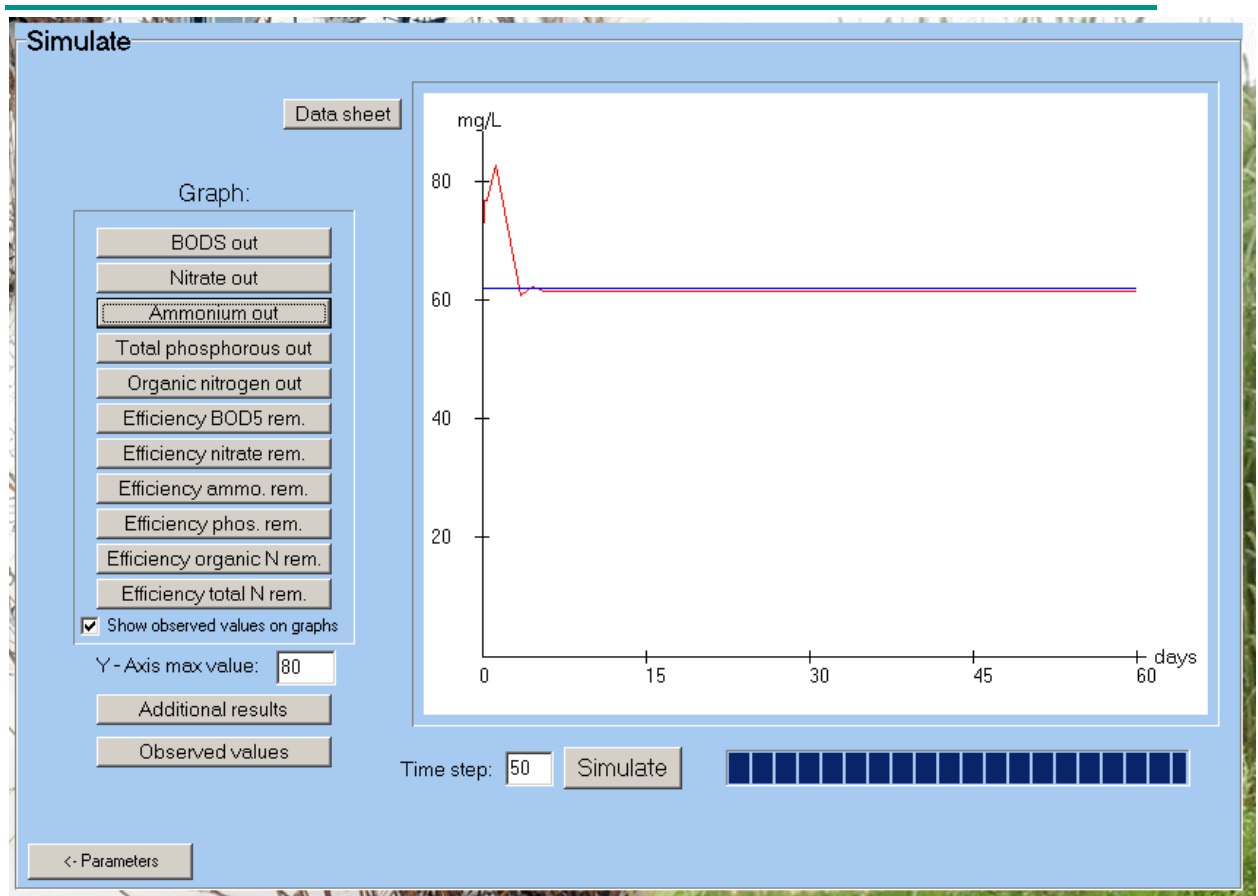 Simulate
Data sheet
Graph:
BODS out
Nitrate out
Ammonium out
Total phosphorous out
Organic nitrogen out
Efficiency BOD5 rem.
Efficiency nitrate rem.
Efficiency ammo. rem.
Efficiency phos. rem.
Efficiency organic N rem.
Efficiency total N rem.
Show observed values on graphs
Y - Axis max value: 80
Additional results
Observed values
mg/L
80
60
40
20
0 15 30 45 60 days
Time step: 50 Simulate
<- Parameters